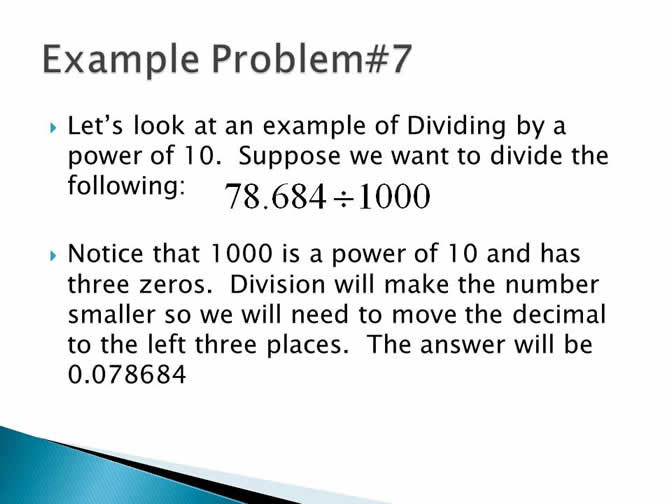 Example Problem#7
Let's look at an example of Dividing by a
power of 10. Suppose we want to divide the
following: 78.684 ÷ 1000
Notice that 1000 is a power of 10 and has
three zeros. Division will make the number
smaller so we will need to move the decimal
to the left three places. The answer will be
0.078684